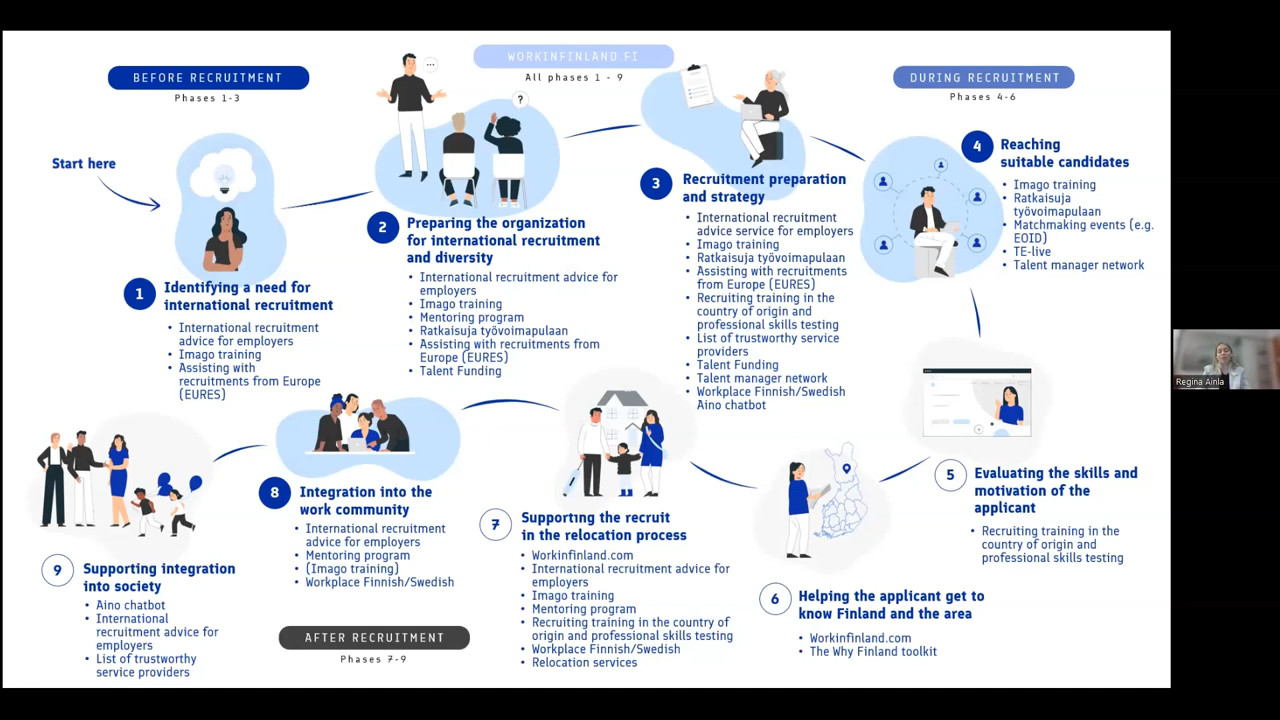 WORKINFINLAND.FI
All phases 1 - 9
BEFORE RECRUITMENT
Phases 1-3
DURING RECRUITMENT
Phases 4-6
Start here
...
?
1
Identifying a need for
international recruitment
• International recruitment
advice for employers
• Imago training
• Assisting with
recruitments from Europe
(EURES)
2
Preparing the organization
for international recruitment
and diversity
• International recruitment advice for
employers
• Imago training
• Mentoring program
• Ratkaisuja työvoimapulaan
• Assisting with recruitments from
Europe (EURES)
• Talent Funding
3
Recruitment preparation
and strategy
• International recruitment
advice service for employers
• Imago training
• Ratkaisuja työvoimapulaan
• Assisting with recruitments
from Europe (EURES)
• Recruiting training in the
country of origin and
professional skills testing
• List of trustworthy service
providers
• Talent Funding
• Talent manager network
• Workplace Finnish/Swedish
Aino chatbot
4
Reaching
suitable candidates
• Imago training
• Ratkaisuja
työvoimapulaan
• Matchmaking events (e.g.
EOID)
• TE-live
• Talent manager network
5
Evaluating the skills and
motivation of the
applicant
• Recruiting training in the
country of origin and
professional skills testing
6
Helping the applicant get to
know Finland and the area
• Workinfinland.com
• The Why Finland toolkit
7
Supporting the recruit
in the relocation process
• Workinfinland.com
• International recruitment advice for
employers
• Imago training
• Mentoring program
• Recruiting training in the country of
origin and professional skills testing
• Workplace Finnish/Swedish
• Relocation services
8
Integration into the
work community
• International recruitment
advice for employers
• Mentoring program
• (Imago training)
• Workplace Finnish/Swedish
AFTER RECRUITMENT
Phases 7-9
9
Supporting integration
into society
• Aino chatbot
• International
recruitment advice for
employers
• List of trustworthy
service providers
Regina Ainla